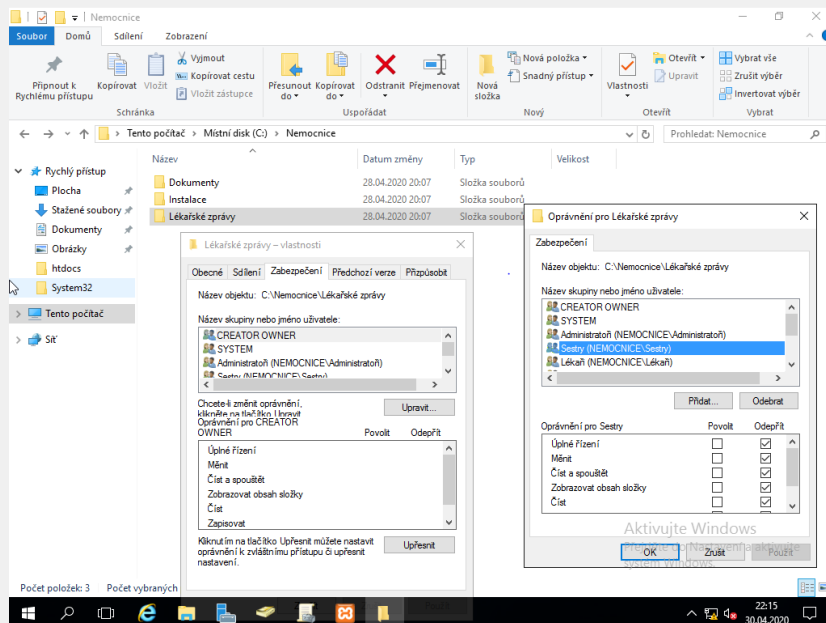 Nemocnice
Soubor Domů Sdílení Zobrazení
Připnout k Rychlému přístupu
Kopírovat
Vložit
Vyjmout
Kopírovat cestu
Vložit zástupce
Přesunout do
Kopírovat do
Odstranit
Přejmenovat
Nová složka
Nová položka
Snadný přístup
Vlastnosti
Otevřít
Upravit
Vybrat vše
Zrušit výběr
Invertovat výběr
Schránka Uspořádat Nový Otevřít Vybrat
Tento počítač > Místní disk (C:) > Nemocnice
Prohledat: Nemocnice
Název Datum změny Typ Velikost
Dokumenty 28.04.2020 20:07 Složka souborů
Instalace 28.04.2020 20:07 Složka souborů
Lékařské zprávy 28.04.2020 20:07 Složka souborů
Rychlý přístup
Plocha
Stažené soubory
Dokumenty
Obrázky
htdocs
System32
Tento počítač
Síť
Lékařské zprávy – vlastnosti
Obecné Sdílení Zabezpečení Předchozí verze Přizpůsobit
Název objektu: C:\Nemocnice\Lékařské zprávy
Název skupiny nebo jméno uživatele:
CREATOR OWNER
SYSTEM
Administratoři (NEMOCNICE\Administratoři)
Sestry (NEMOCNICE\Sestry)
Chcete-li změnit oprávnění,
klikněte na tlačítko Upravit
Upravit...
Oprávnění pro CREATOR
OWNER Povolit Odepřít
Úplné řízení
Měnit
Číst a spouštět
Zobrazovat obsah složky
Číst
Zapisovat
Kliknutím na tlačítko Upřesnit můžete nastavit
oprávnění k zvláštnímu přístupu či upřesnit
nastavení.
Upřesnit
Oprávnění pro Lékařské zprávy
Zabezpečení
Název objektu: C:\Nemocnice\Lékařské zprávy
Název skupiny nebo jméno uživatele:
CREATOR OWNER
SYSTEM
Administratoři (NEMOCNICE\Administratoři)
Sestry (NEMOCNICE\Sestry)
Lékaři (NEMOCNICE\Lékaři)
Přidat... Odebrat
Oprávnění pro Sestry Povolit Odepřít
Úplné řízení
Měnit
Číst a spouštět
Zobrazovat obsah složky
Číst
Aktivujte Windows
OK Zrušit Použít
systém Windows.
Počet položek: 3 Počet vybraných
22:15
30.04.2020